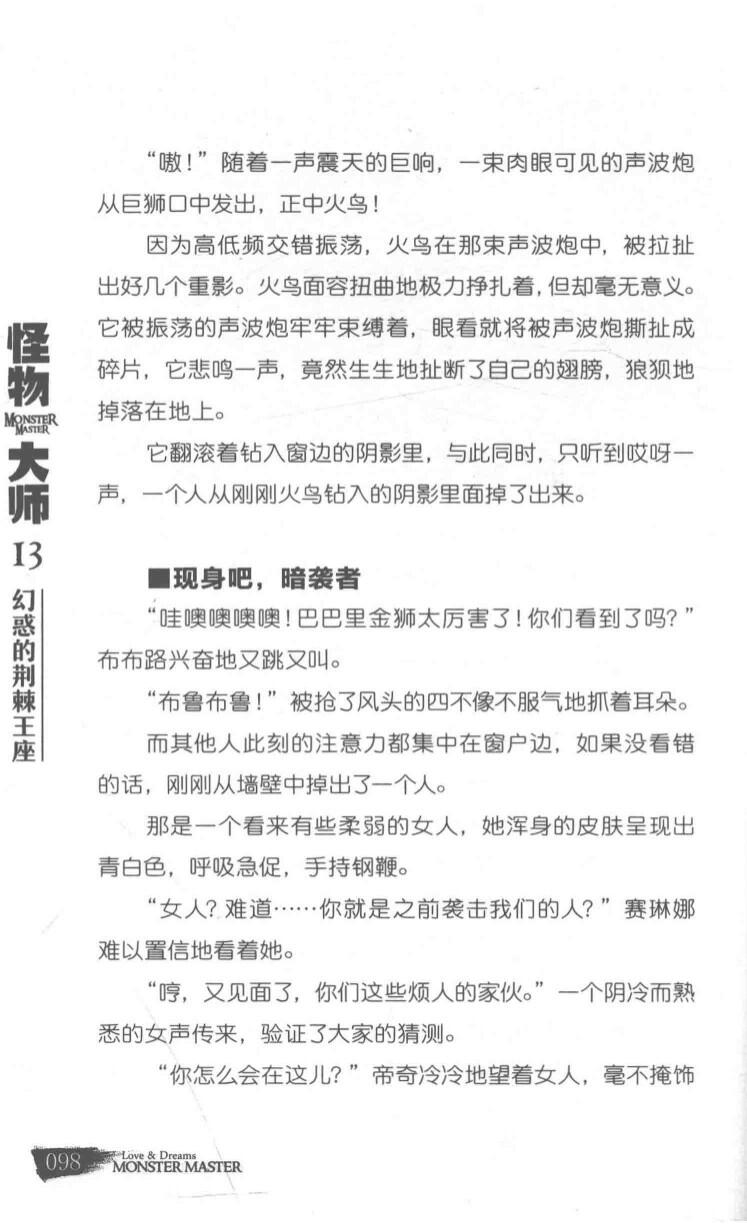 “嗷！”随着一声震天的巨响，一束肉眼可见的声波炮
从巨狮口中发出，正中火鸟！
因为高低频交错振荡，火鸟在那束声波炮中，被拉扯
出好几个重影。火鸟面容扭曲地极力挣扎着，但却毫无意义。
它被振荡的声波炮牢牢束缚着，眼看就将被声波炮撕扯成
碎片，它悲鸣一声，竟然生生地扯断了自己的翅膀，狼狈地
掉落在地上。
它翻滚着钻入窗边的阴影里，与此同时，只听到哎呀一
声，一个人从刚刚火鸟钻入的阴影里面掉了出来。
■现身吧，暗袭者
“哇噢噢噢噢！巴巴里金狮太厉害了！你们看到了吗？”
布布路兴奋地又跳又叫。
“布鲁布鲁！”被抢了风头的四不像不服气地抓着耳朵。
而其他人此刻的注意力都集中在窗户边，如果没看错
的话，刚刚从墙壁中掉出了一个人。
那是一个看来有些柔弱的女人，她浑身的皮肤呈现出
青白色，呼吸急促，手持钢鞭。
“女人？难道……你就是之前袭击我们的人？”赛琳娜
难以置信地看着她。
“哼，又见面了，你们这些烦人的家伙。”一个阴冷而熟
悉的女声传来，验证了大家的猜测。
“你怎么会在这儿？”帝奇冷冷地望着女人，毫不掩饰
怪物
MONSTER
MASTER
大师
13
幻惑的荆棘王座
098
Love & Dreams
MONSTER MASTER